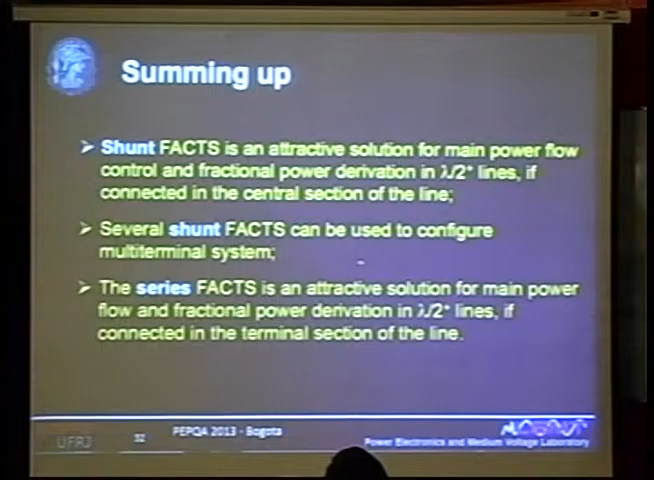 Summing up
➢ Shunt FACTS is an attractive solution for main power flow
control and fractional power derivation in λ/2⁺ lines, if
connected in the central section of the line;
➢ Several shunt FACTS can be used to configure
multiterminal system;
➢ The series FACTS is an attractive solution for main power
flow and fractional power derivation in λ/2⁺ lines, if
connected in the terminal section of the line.
UFRJ
52
PEPQA 2013 - Bogota
Power Electronics and Medium Voltage Laboratory